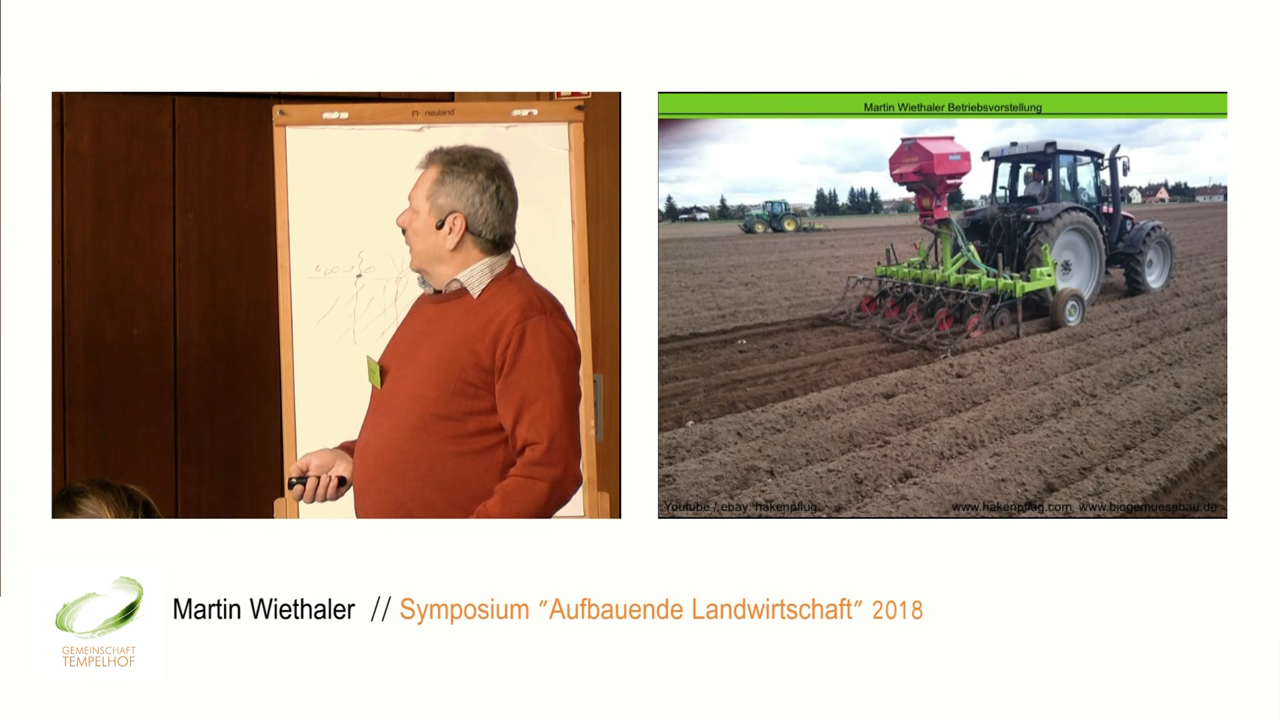 neuland
Martin Wiethaler Betriebsvorstellung
Youtube / ebay: hakenpflug
www.hakenpflug.com www.biogemuesebau.de
Martin Wiethaler // Symposium "Aufbauende Landwirtschaft" 2018
GEMEINSCHAFT
TEMPELHOF